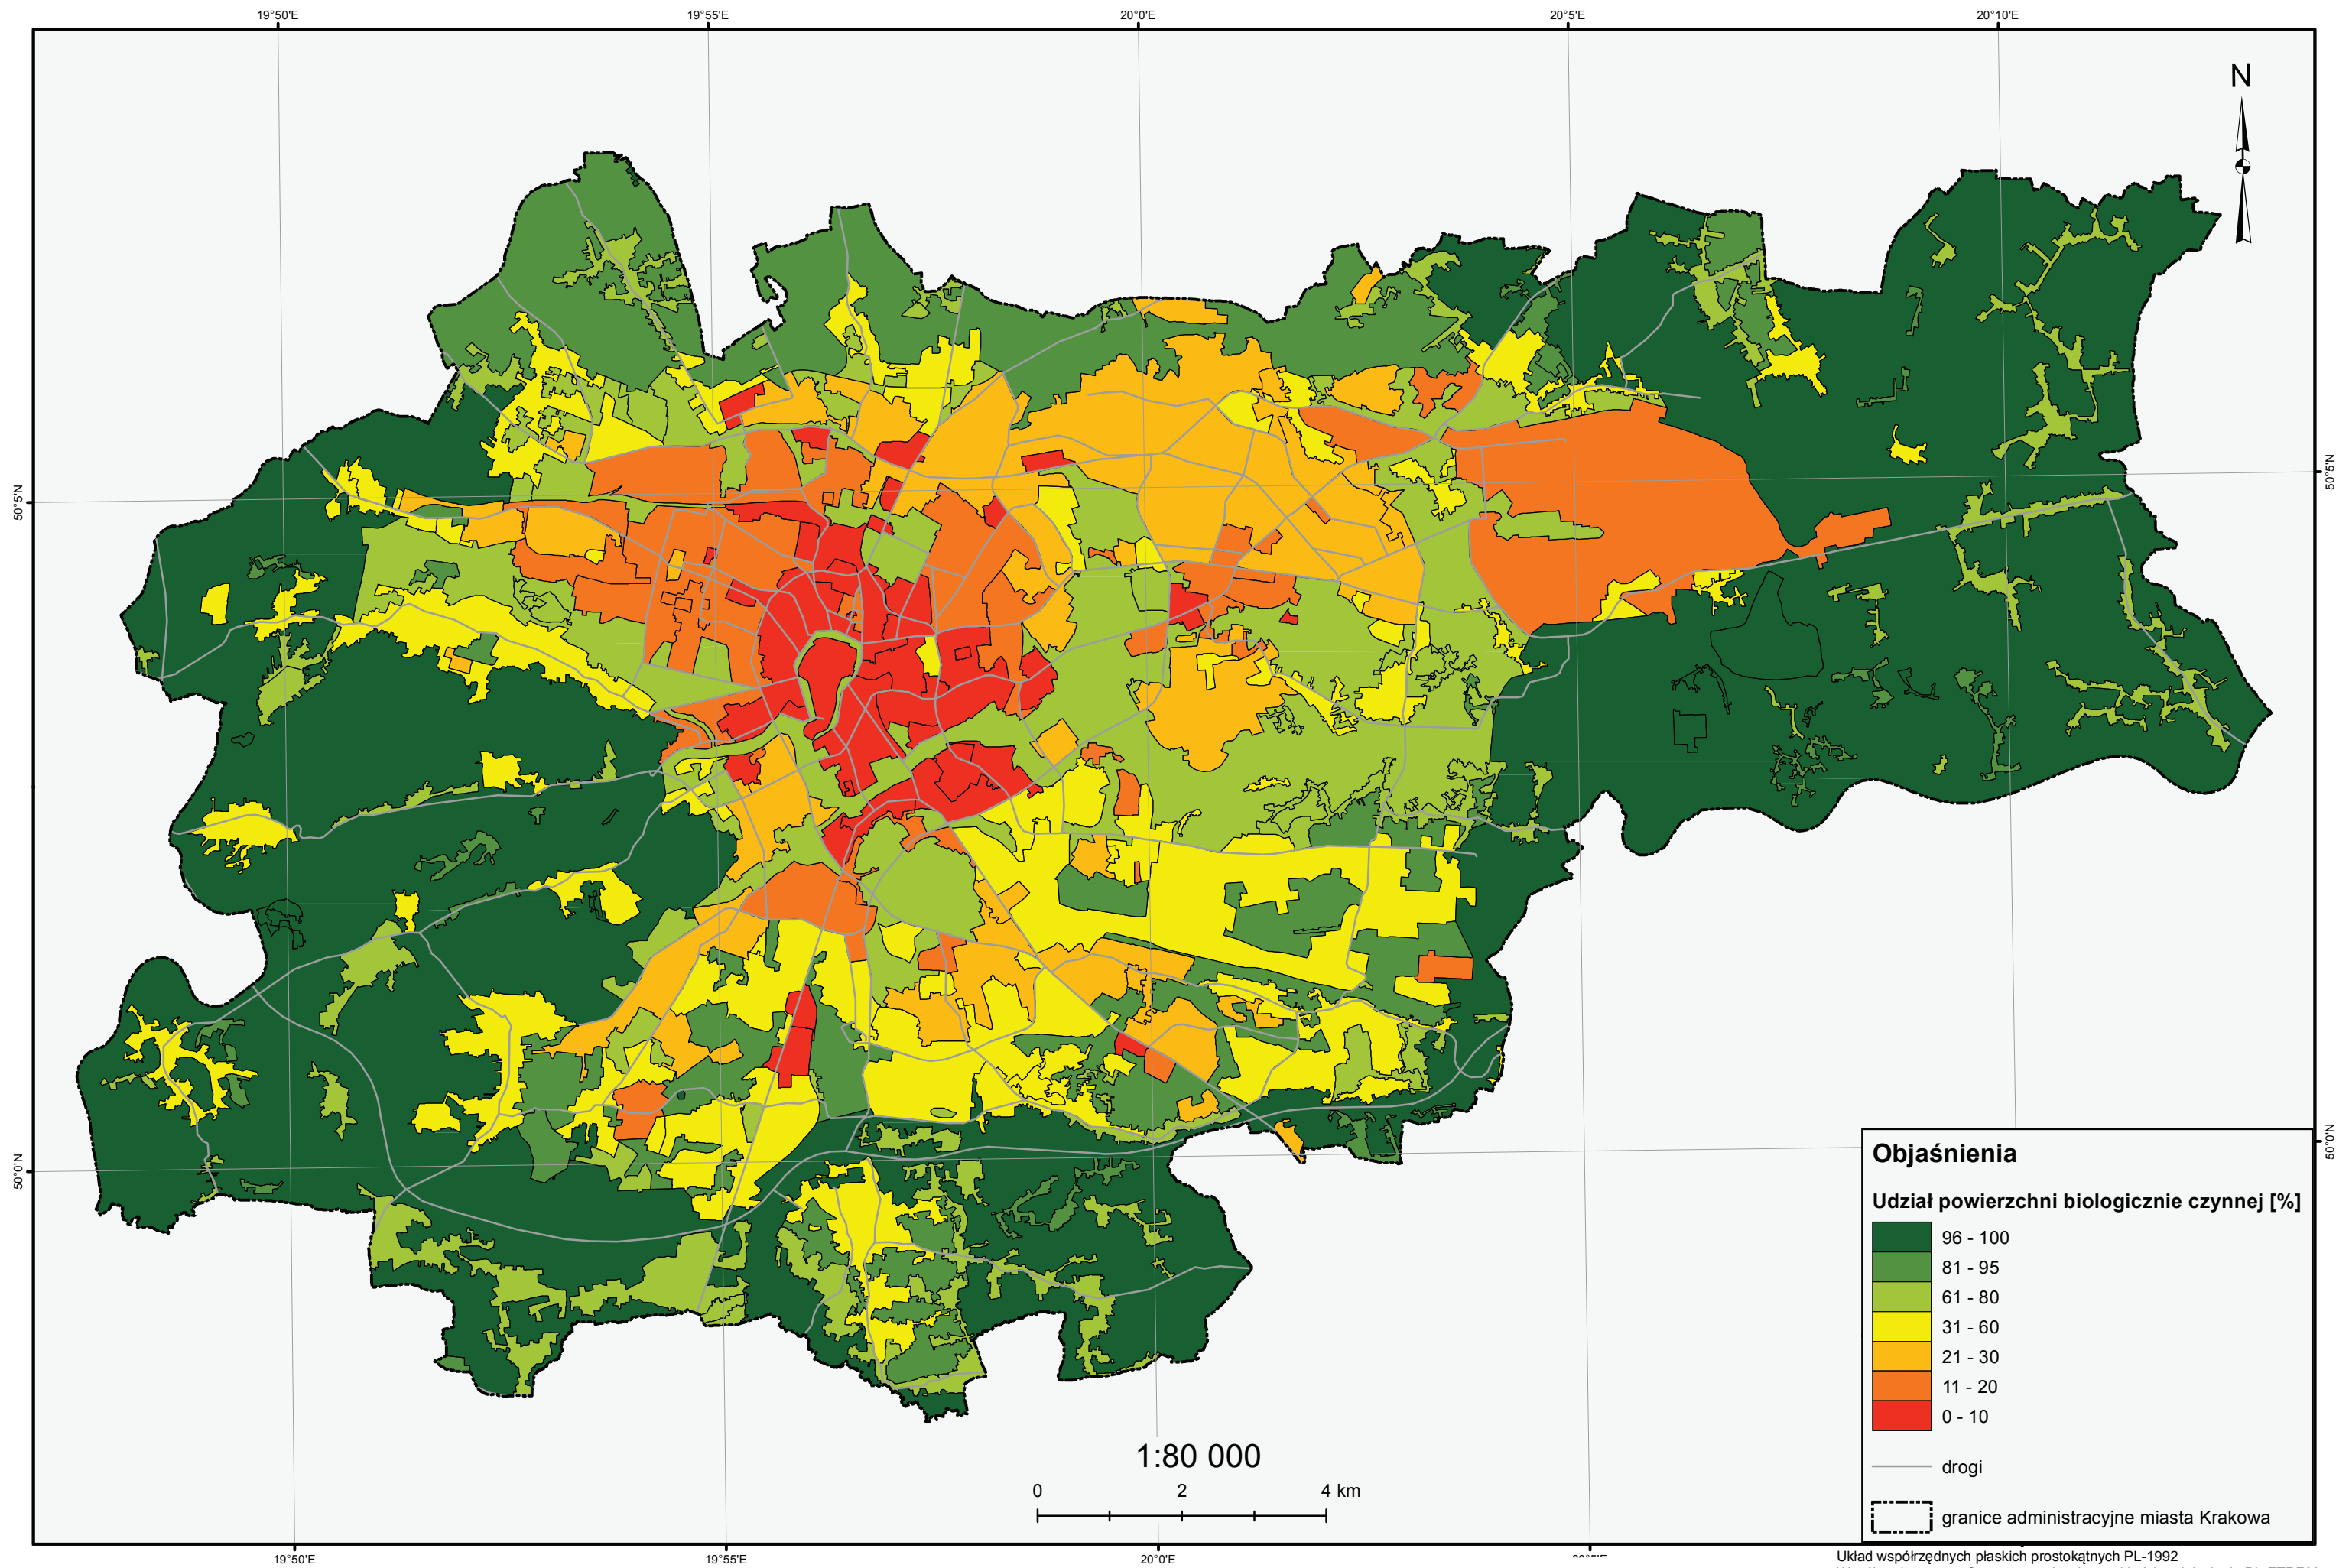 19°50'E 19°55'E 20°0'E 20°5'E 20°10'E
N
50°5'N 50°5'N
50°0'N 50°0'N
Objaśnienia
Udział powierzchni biologicznie czynnej [%]
96 - 100
81 - 95
61 - 80
31 - 60
21 - 30
11 - 20
0 - 10
drogi
granice administracyjne miasta Krakowa
1:80 000
0 2 4 km
19°50'E 19°55'E 20°0'E
Układ współrzędnych płaskich prostokątnych PL-1992